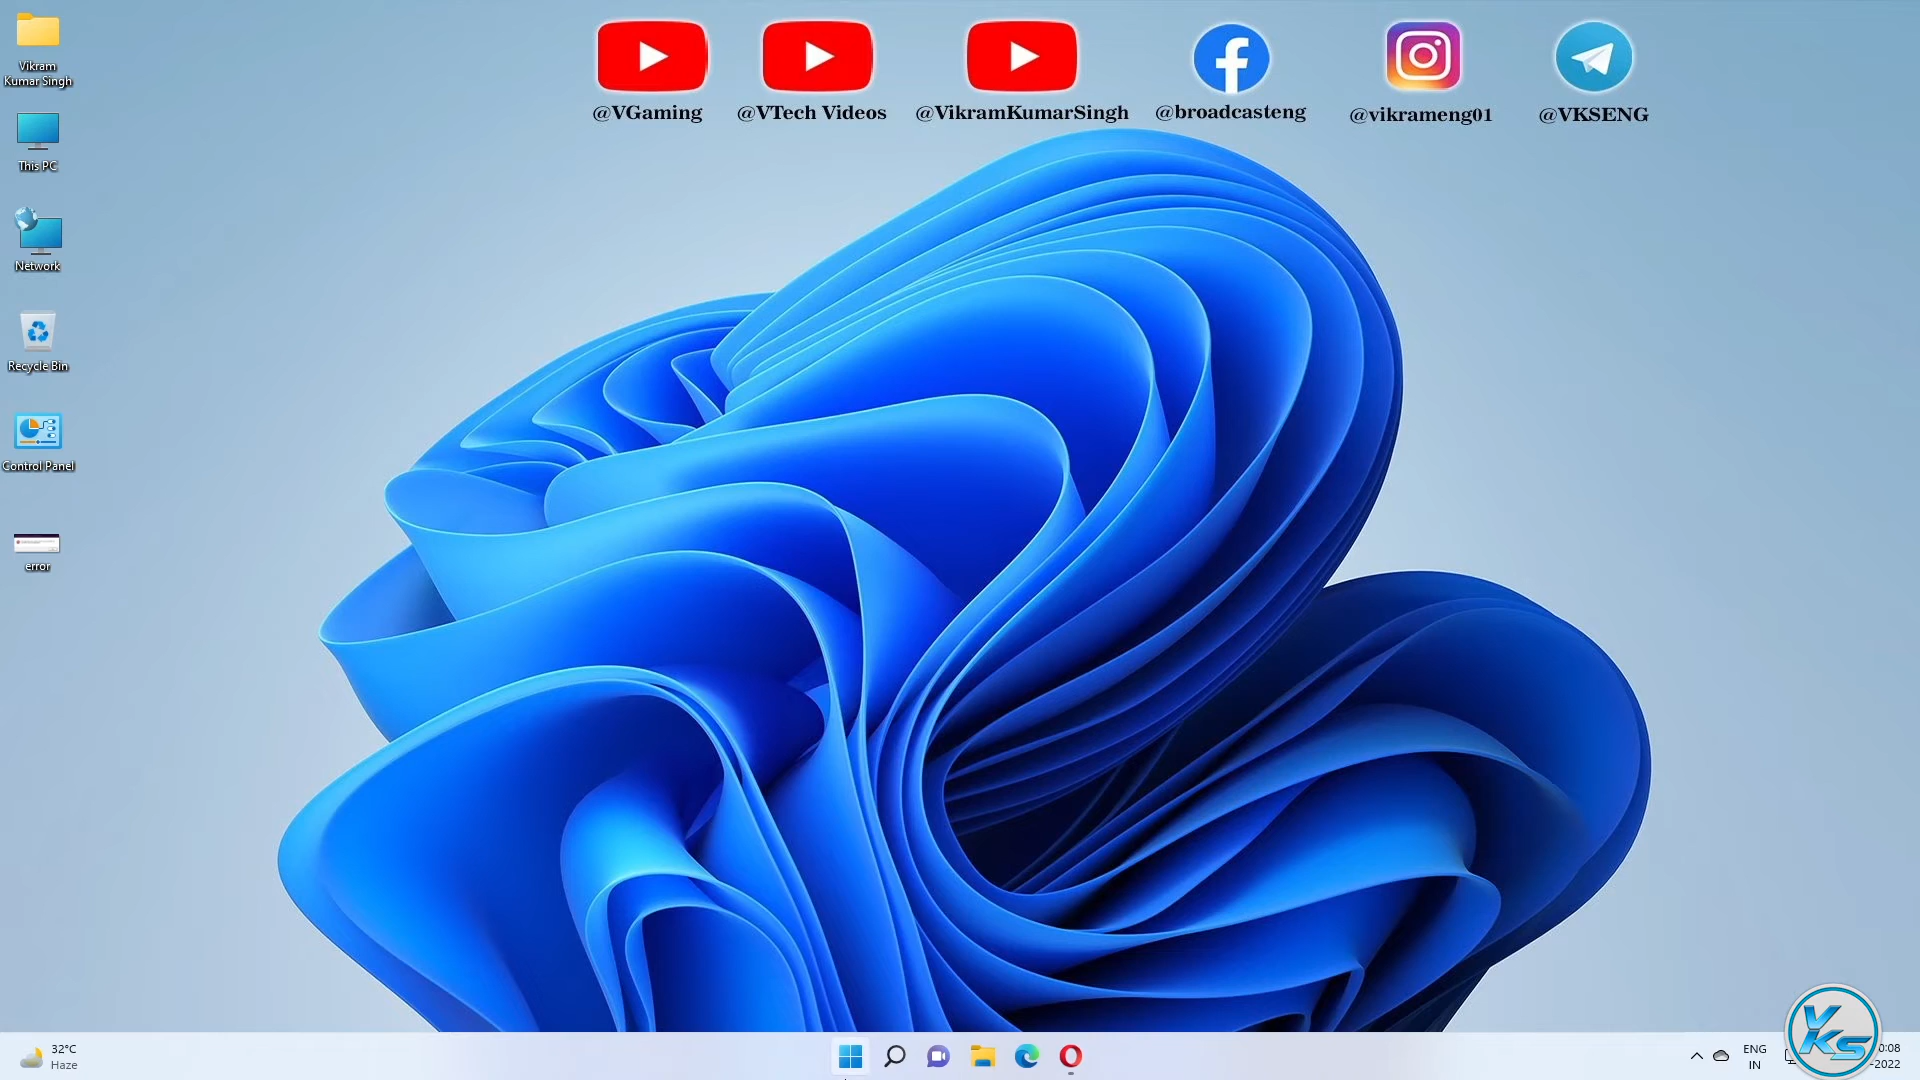 @VGaming
@VTech Videos
@VikramKumarSingh
@broadcasteng
@vikrameng01
@VKSENG
Vikram
Kumar Singh
This PC
Network
Recycle Bin
Control Panel
error
32°C
Haze
ENG
IN
0:08
-2022
VKS